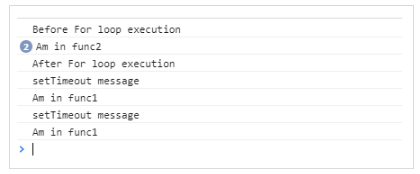 Before For loop execution
2 Am in func2
After For loop execution
setTimeout message
Am in func1
setTimeout message
Am in func1
>